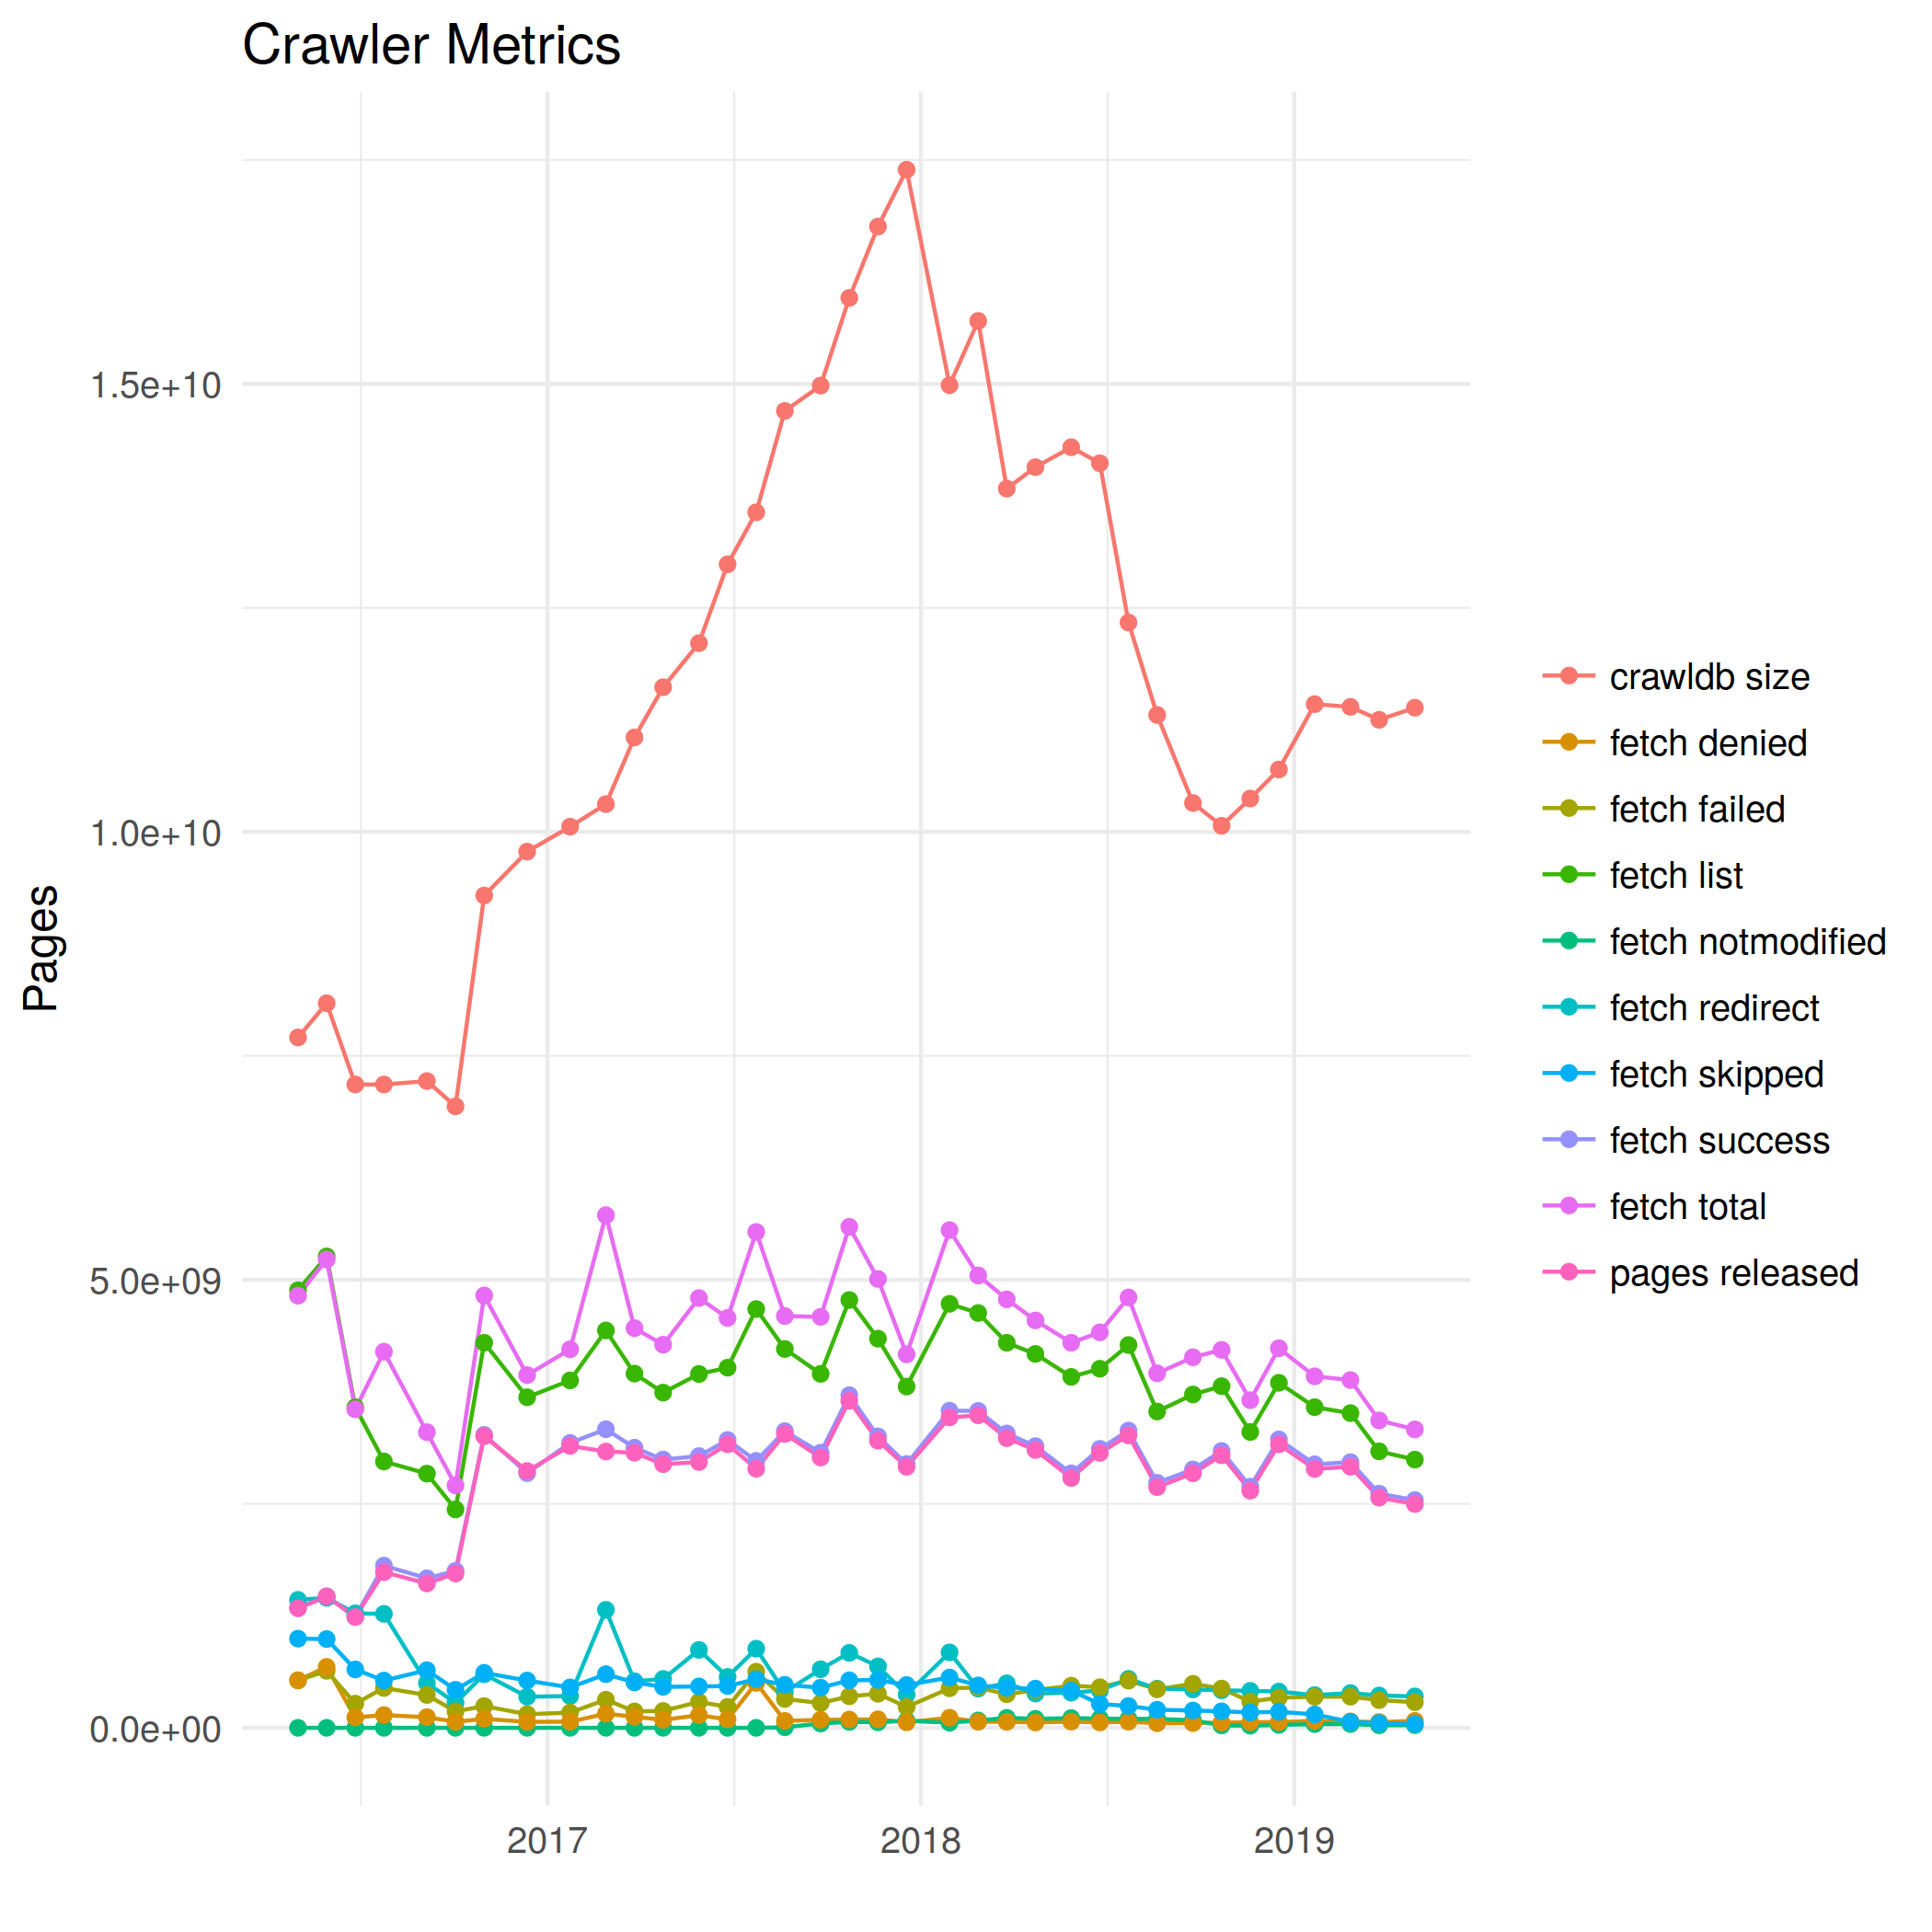 Crawler Metrics
Pages
1.5e+10
1.0e+10
5.0e+09
0.0e+00
2017 2018 2019
crawldb size
fetch denied
fetch failed
fetch list
fetch notmodified
fetch redirect
fetch skipped
fetch success
fetch total
pages released